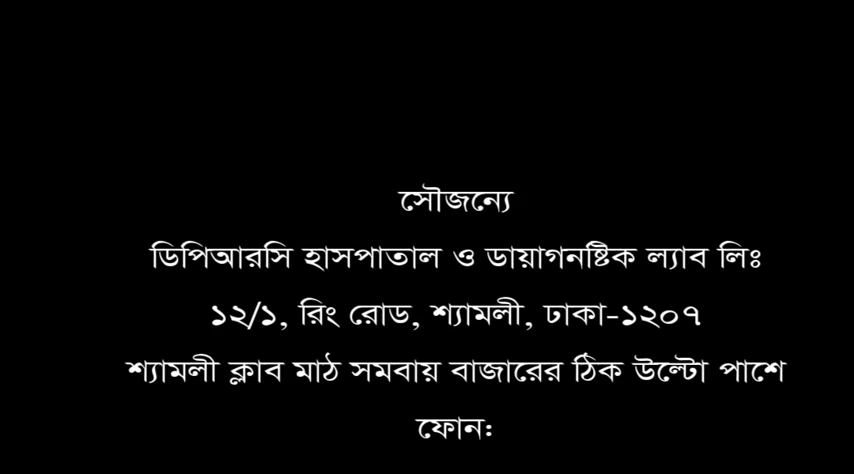 সৌজন্যে
ডিপিআরসি হাসপাতাল ও ডায়াগনষ্টিক ল্যাব লিঃ
১২/১, রিং রোড, শ্যামলী, ঢাকা-১২০৭
শ্যামলী ক্লাব মাঠ সমবায় বাজারের ঠিক উল্টো পাশে
ফোন: